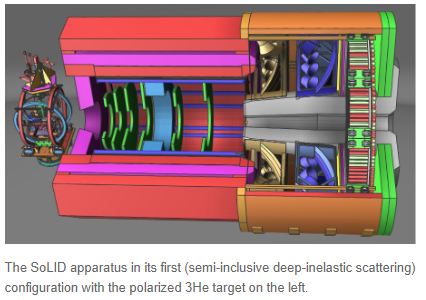 The SoLID apparatus in its first (semi-inclusive deep-inelastic scattering)
configuration with the polarized 3He target on the left.